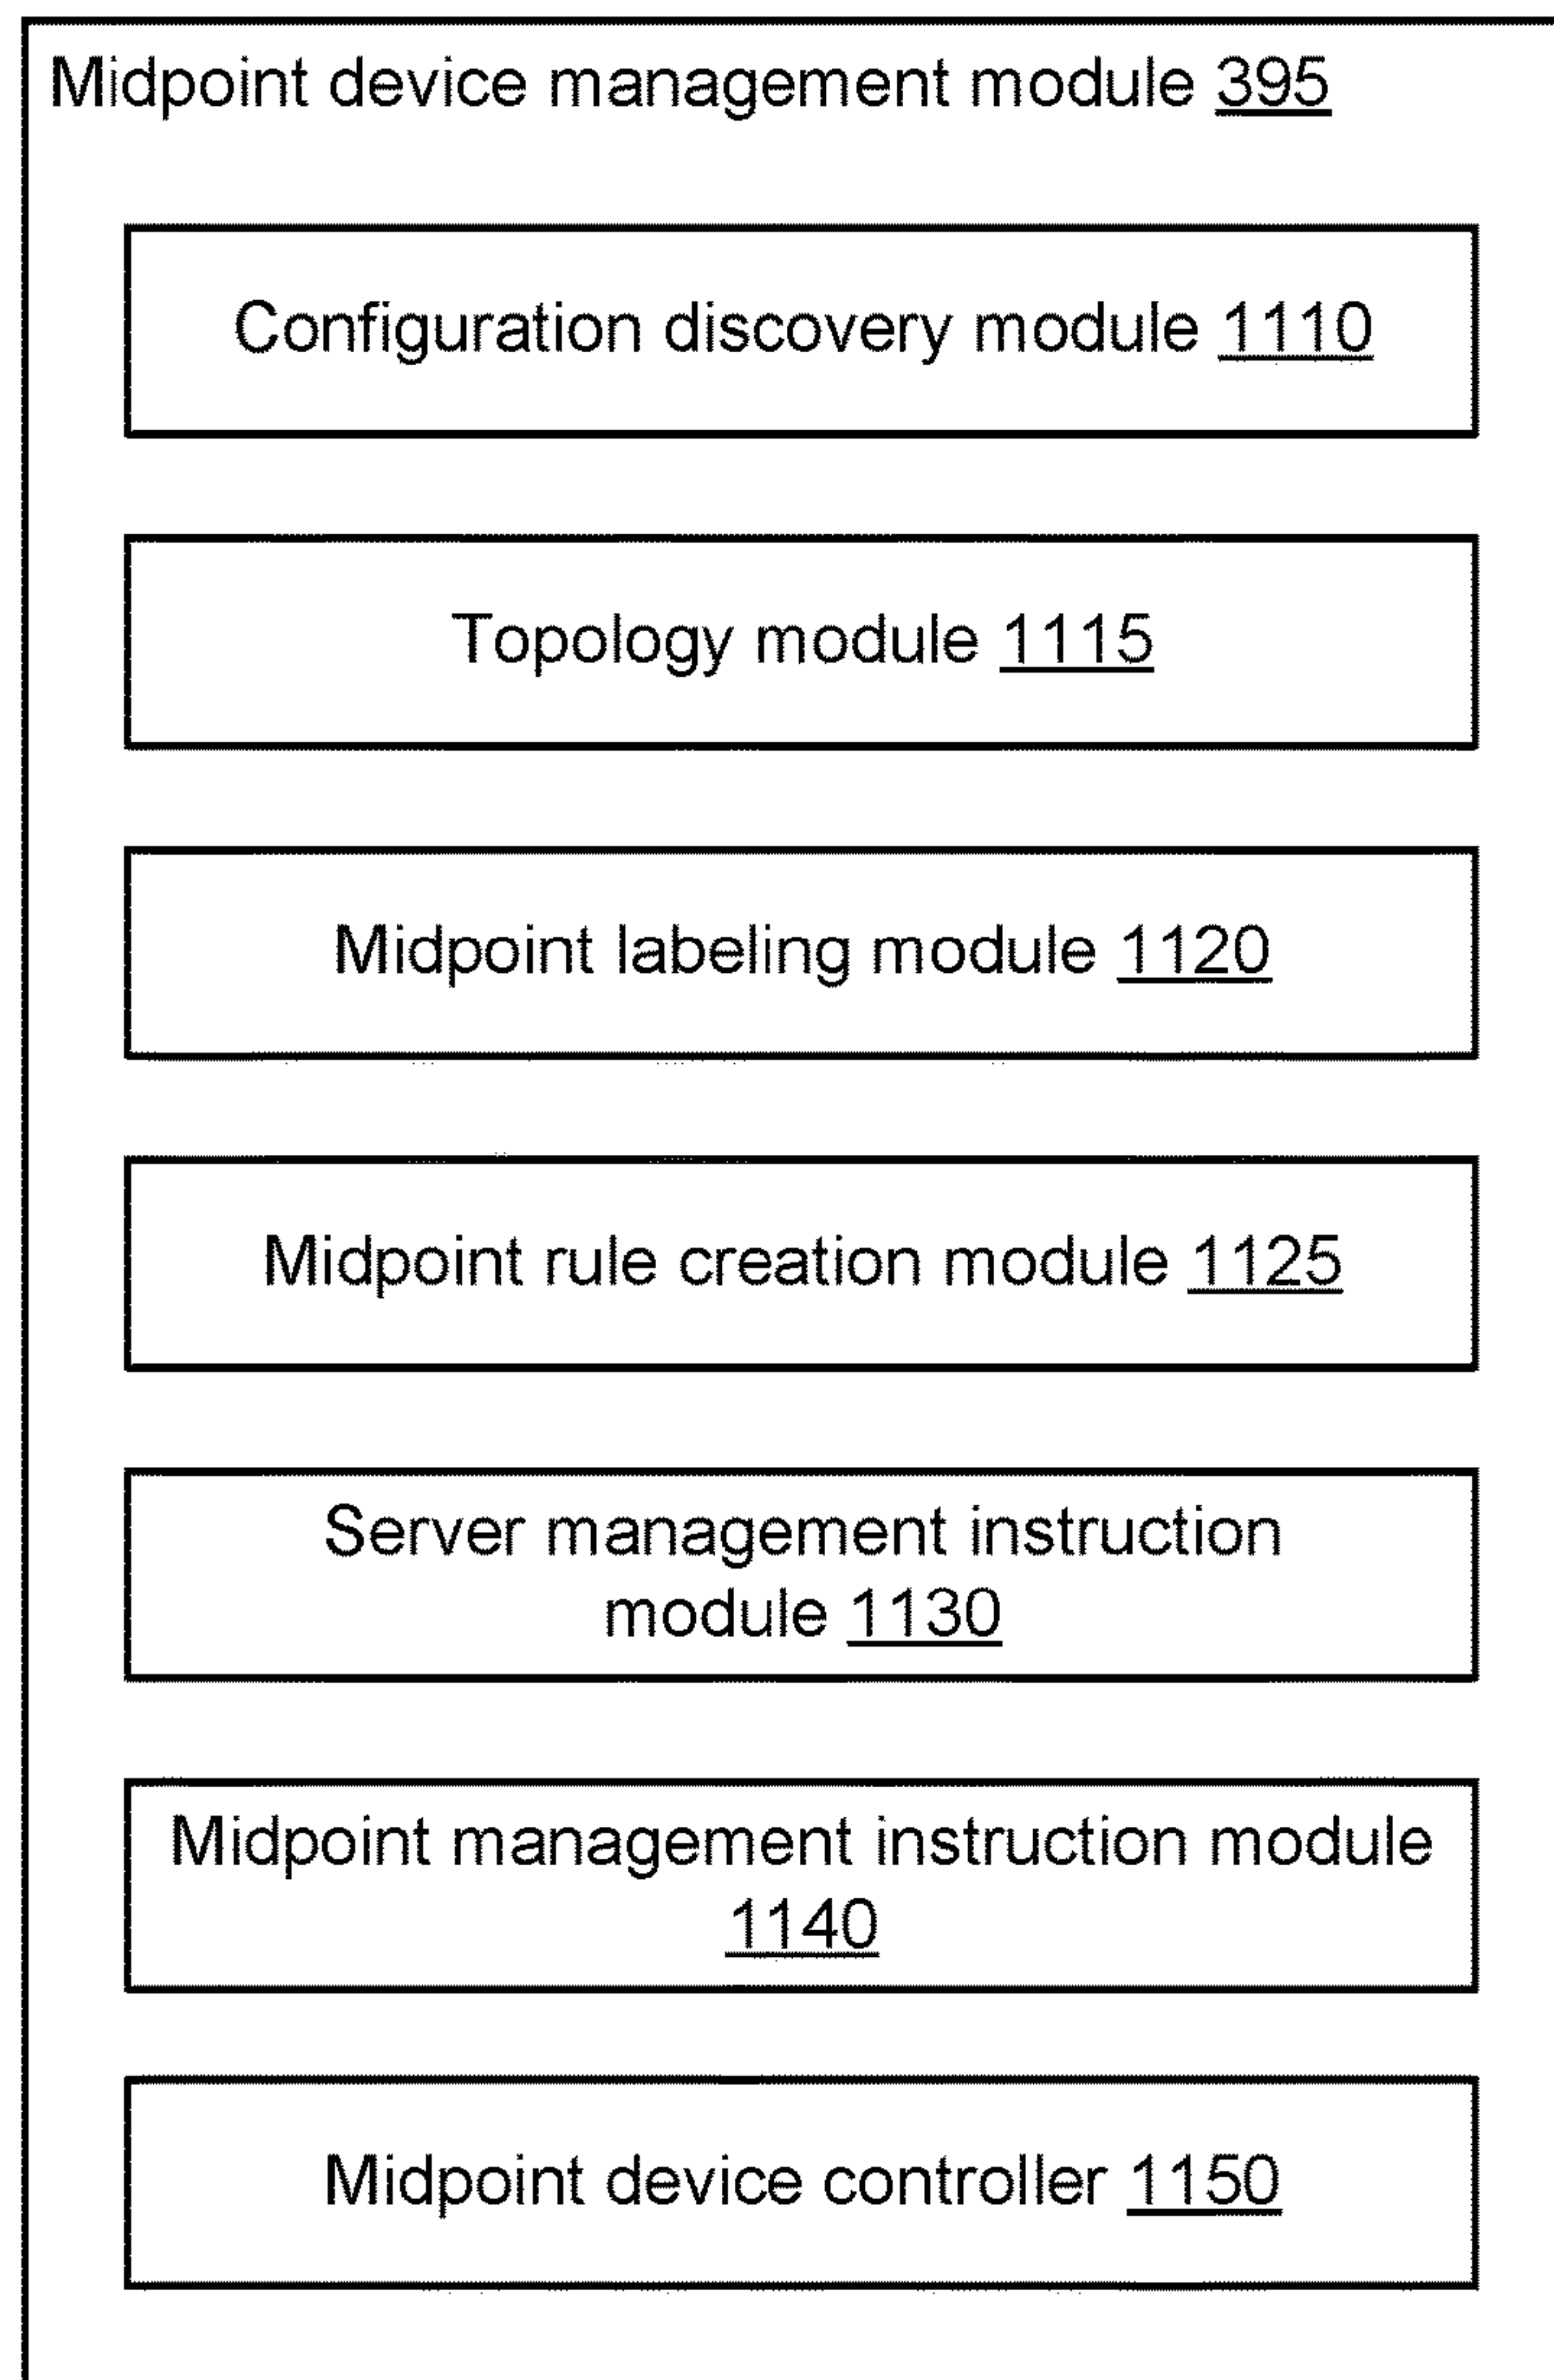 Midpoint device management module 395
Configuration discovery module 1110
Topology module 1115
Midpoint labeling module 1120
Midpoint rule creation module 1125
Server management instruction
module 1130
Midpoint management instruction module
1140
Midpoint device controller 1150